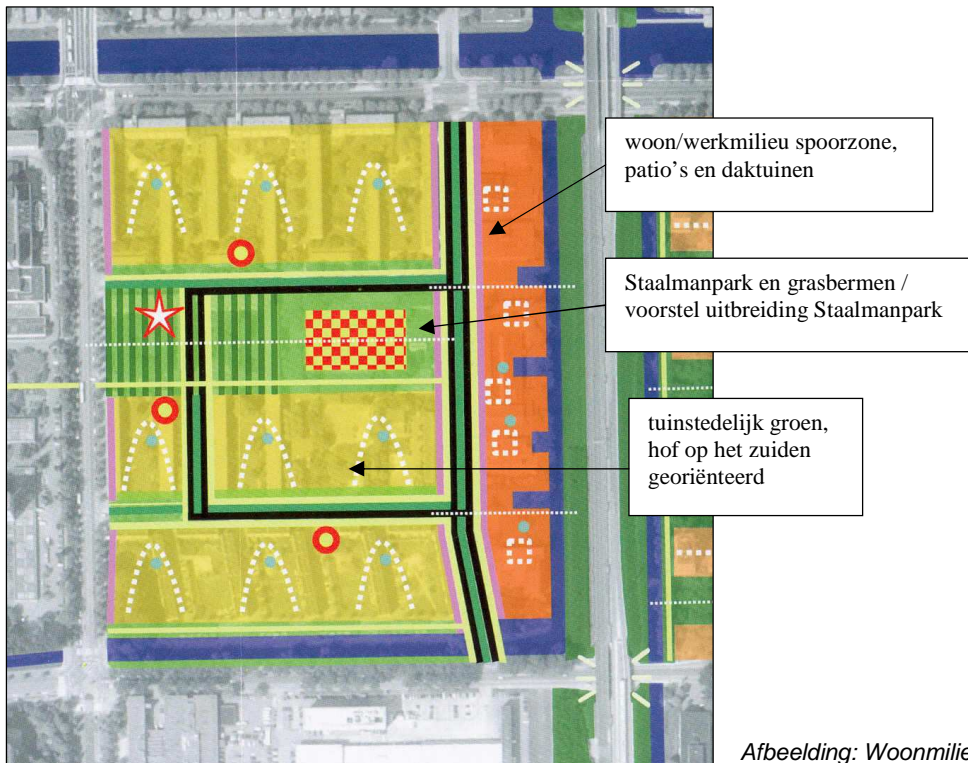 woon/werkmilieu spoorzone,
patio’s en daktuinen
Staalmanpark en grasbermen /
voorstel uitbreiding Staalmanpark
tuinstedelijk groen,
hof op het zuiden
georiënteerd
Afbeelding: Woonmilie